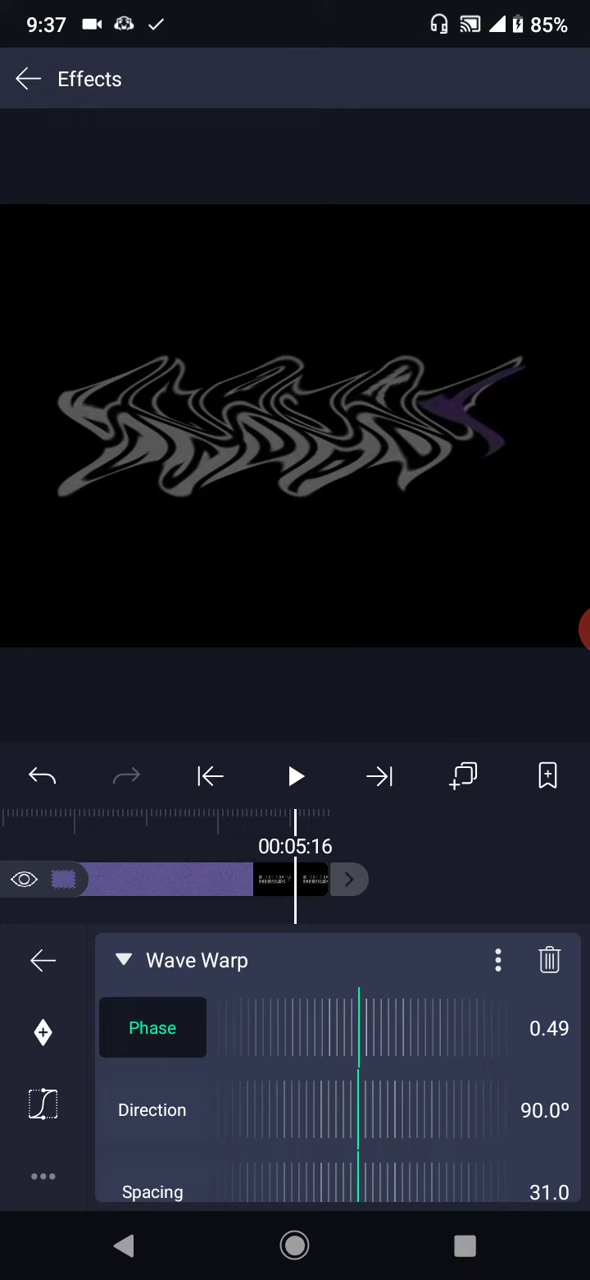 9:37
85%
Effects
00:05:16
Wave Warp
Phase
0.49
Direction
90.0º
Spacing
31.0